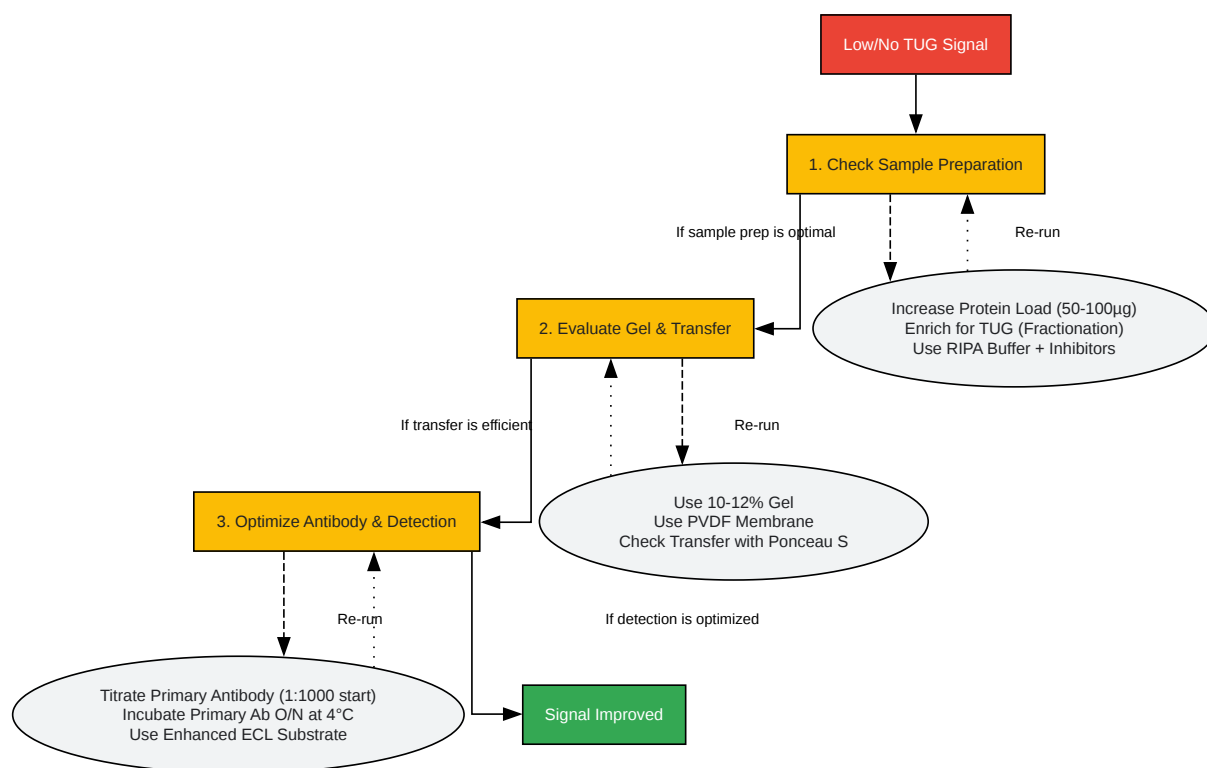 Low/No TUG Signal
1. Check Sample Preparation
If sample prep is optimal
Re-run
Increase Protein Load (50-100µg)
Enrich for TUG (Fractionation)
Use RIPA Buffer + Inhibitors
2. Evaluate Gel & Transfer
If transfer is efficient
Re-run
Use 10-12% Gel
Use PVDF Membrane
Check Transfer with Ponceau S
3. Optimize Antibody & Detection
Re-run
If detection is optimized
Titrate Primary Antibody (1:1000 start)
Incubate Primary Ab O/N at 4°C
Use Enhanced ECL Substrate
Signal Improved